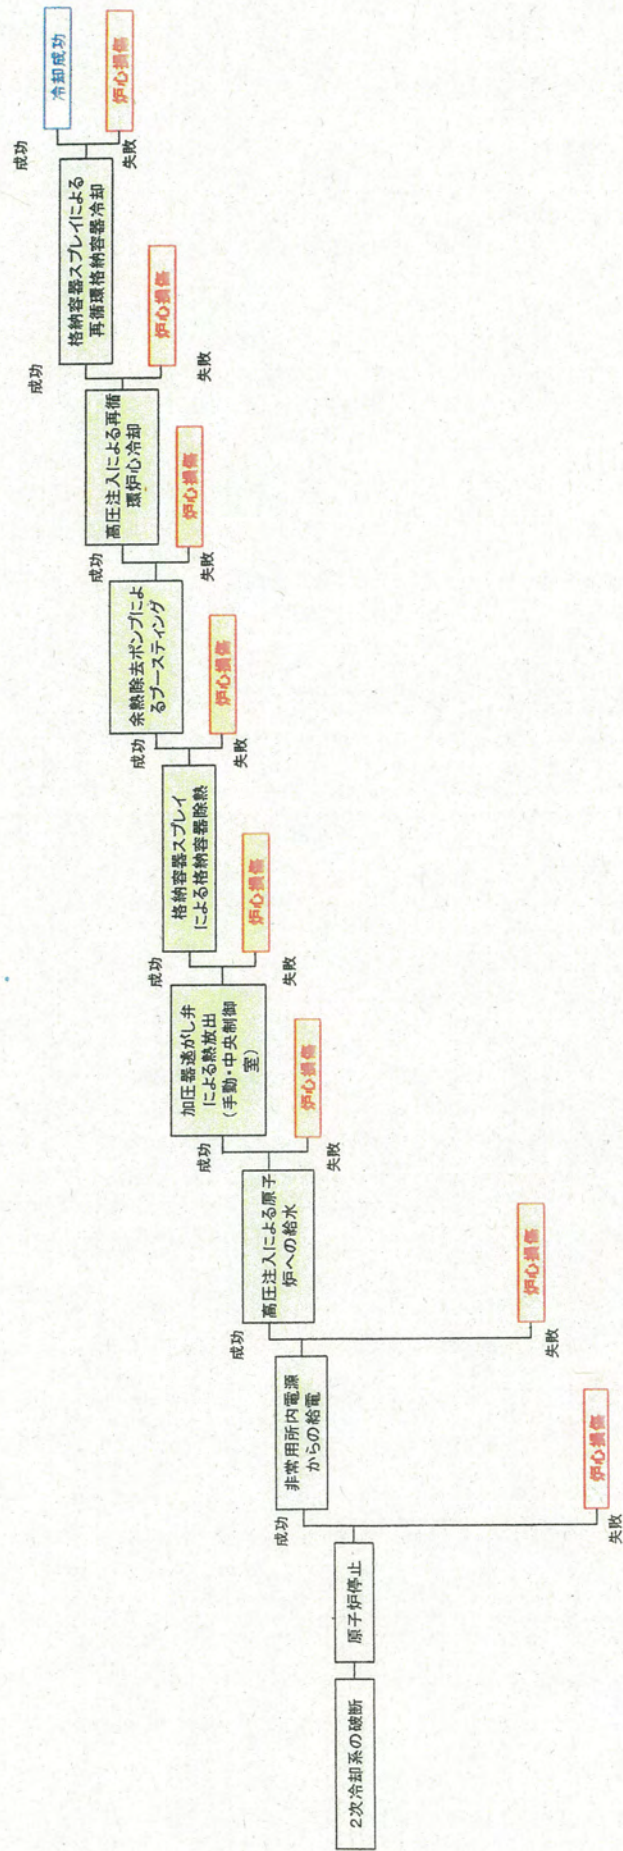 2次冷却系の破断
原子炉停止
成功
失敗
炉心損傷
非常用所内電源
からの給電
成功
失敗
炉心損傷
高圧注入による原子
炉への給水
成功
失敗
炉心損傷
加圧器逃がし弁
による熱放出
(手動・中央制御
室)
成功
失敗
炉心損傷
格納容器スプレイ
による格納容器除熱
成功
失敗
炉心損傷
余熱除去ポンプによ
るブースティング
成功
失敗
炉心損傷
高圧注入による再循
環炉心冷却
成功
失敗
炉心損傷
格納容器スプレイによる
再循環格納容器冷却
成功
失敗
冷却成功
炉心損傷